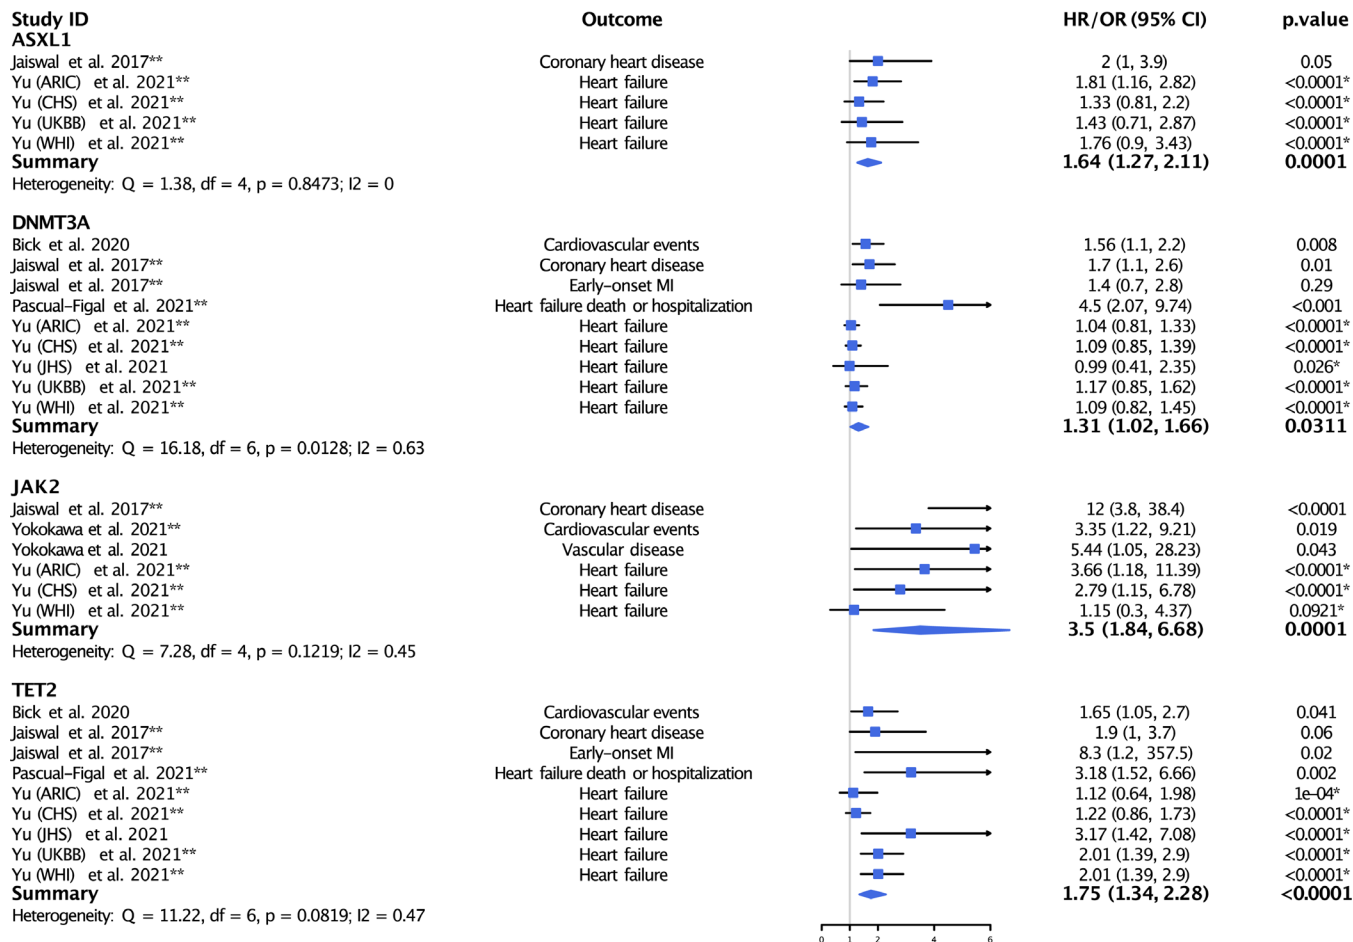 Study ID Outcome HR/OR (95% CI) p.value
ASXL1
Jaiswal et al. 2017** Coronary heart disease 2 (1, 3.9) 0.05
Yu (ARIC) et al. 2021** Heart failure 1.81 (1.16, 2.82) <0.0001*
Yu (CHS) et al. 2021** Heart failure 1.33 (0.81, 2.2) <0.0001*
Yu (UKBB) et al. 2021** Heart failure 1.43 (0.71, 2.87) <0.0001*
Yu (WHI) et al. 2021** Heart failure 1.76 (0.9, 3.43) <0.0001*
Summary 1.64 (1.27, 2.11) 0.0001
Heterogeneity: Q = 1.38, df = 4, p = 0.8473; I2 = 0
DNMT3A
Bick et al. 2020 Cardiovascular events 1.56 (1.1, 2.2) 0.008
Jaiswal et al. 2017** Coronary heart disease 1.7 (1.1, 2.6) 0.01
Jaiswal et al. 2017** Early–onset MI 1.4 (0.7, 2.8) 0.29
Pascual–Figal et al. 2021** Heart failure death or hospitalization 4.5 (2.07, 9.74) <0.001
Yu (ARIC) et al. 2021** Heart failure 1.04 (0.81, 1.33) <0.0001*
Yu (CHS) et al. 2021** Heart failure 1.09 (0.85, 1.39) <0.0001*
Yu (JHS) et al. 2021 Heart failure 0.99 (0.41, 2.35) 0.026*
Yu (UKBB) et al. 2021** Heart failure 1.17 (0.85, 1.62) <0.0001*
Yu (WHI) et al. 2021** Heart failure 1.09 (0.82, 1.45) <0.0001*
Summary 1.31 (1.02, 1.66) 0.0311
Heterogeneity: Q = 16.18, df = 6, p = 0.0128; I2 = 0.63
JAK2
Jaiswal et al. 2017** Coronary heart disease 12 (3.8, 38.4) <0.0001
Yokokawa et al. 2021** Cardiovascular events 3.35 (1.22, 9.21) 0.019
Yokokawa et al. 2021 Vascular disease 5.44 (1.05, 28.23) 0.043
Yu (ARIC) et al. 2021** Heart failure 3.66 (1.18, 11.39) <0.0001*
Yu (CHS) et al. 2021** Heart failure 2.79 (1.15, 6.78) <0.0001*
Yu (WHI) et al. 2021** Heart failure 1.15 (0.3, 4.37) 0.0921*
Summary 3.5 (1.84, 6.68) 0.0001
Heterogeneity: Q = 7.28, df = 4, p = 0.1219; I2 = 0.45
TET2
Bick et al. 2020 Cardiovascular events 1.65 (1.05, 2.7) 0.041
Jaiswal et al. 2017** Coronary heart disease 1.9 (1, 3.7) 0.06
Jaiswal et al. 2017** Early–onset MI 8.3 (1.2, 357.5) 0.02
Pascual–Figal et al. 2021** Heart failure death or hospitalization 3.18 (1.52, 6.66) 0.002
Yu (ARIC) et al. 2021** Heart failure 1.12 (0.64, 1.98) 1e–04*
Yu (CHS) et al. 2021** Heart failure 1.22 (0.86, 1.73) <0.0001*
Yu (JHS) et al. 2021 Heart failure 3.17 (1.42, 7.08) <0.0001*
Yu (UKBB) et al. 2021** Heart failure 2.01 (1.39, 2.9) <0.0001*
Yu (WHI) et al. 2021** Heart failure 2.01 (1.39, 2.9) <0.0001*
Summary 1.75 (1.34, 2.28) <0.0001
Heterogeneity: Q = 11.22, df = 6, p = 0.0819; I2 = 0.47
0 1 2 4 6